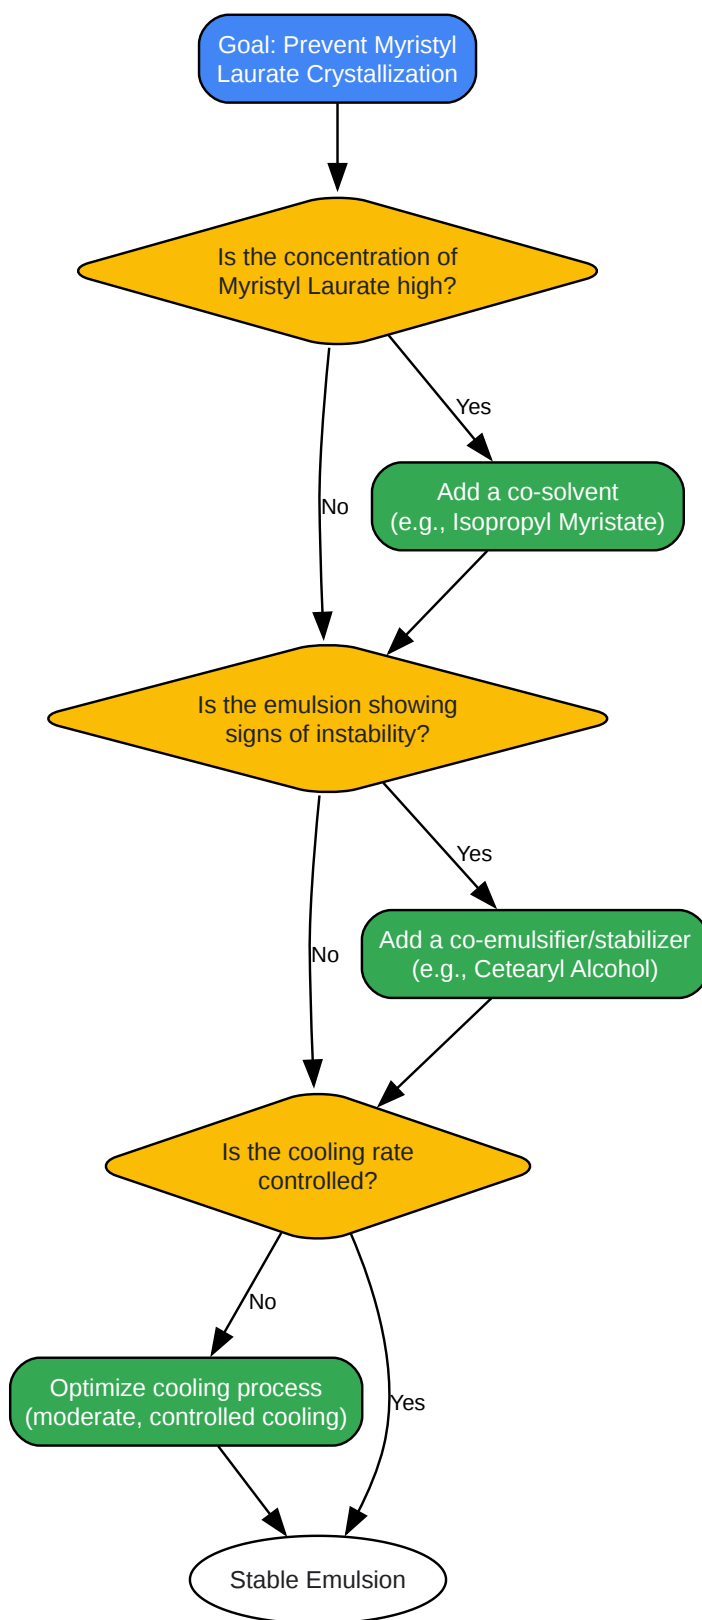 Goal: Prevent Myristyl
Laurate Crystallization
Is the concentration of
Myristyl Laurate high?
Yes
Add a co-solvent
(e.g., Isopropyl Myristate)
No
Is the emulsion showing
signs of instability?
Yes
Add a co-emulsifier/stabilizer
(e.g., Cetearyl Alcohol)
No
Is the cooling rate
controlled?
No
Optimize cooling process
(moderate, controlled cooling)
Yes
Stable Emulsion